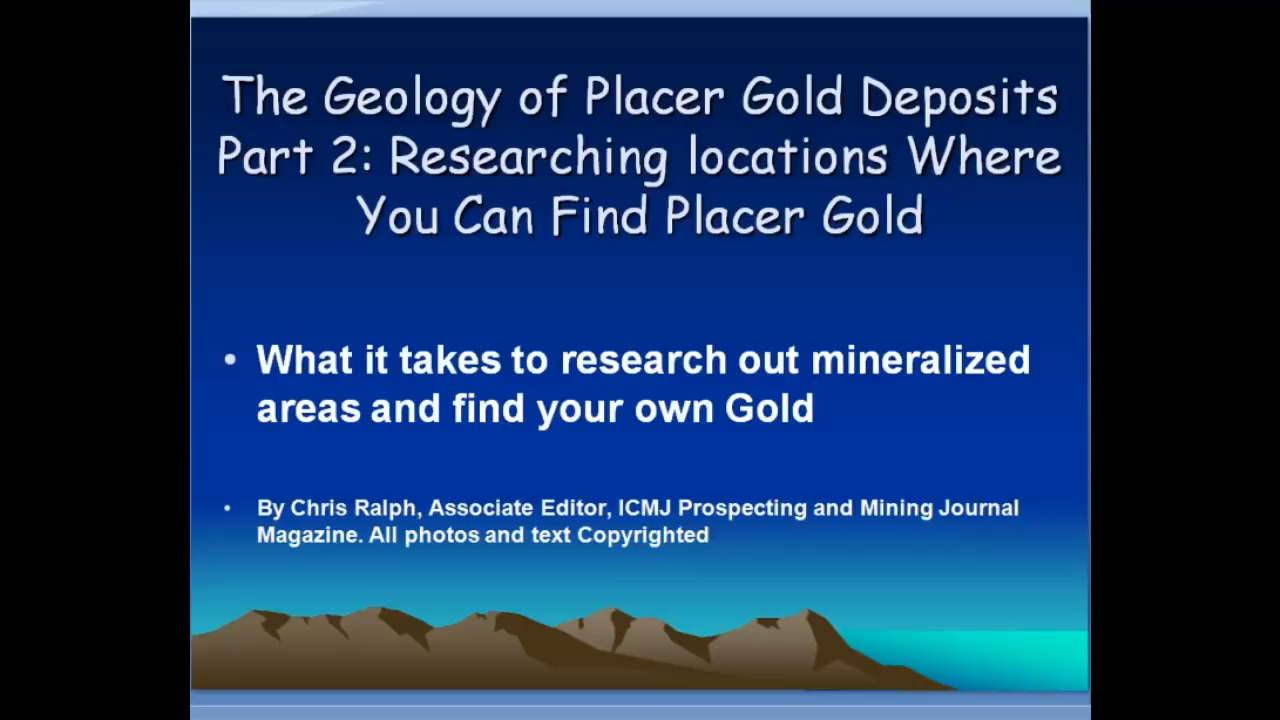 The Geology of Placer Gold Deposits
Part 2: Researching locations Where
You Can Find Placer Gold
• What it takes to research out mineralized
areas and find your own Gold
• By Chris Ralph, Associate Editor, ICMJ Prospecting and Mining Journal
Magazine. All photos and text Copyrighted